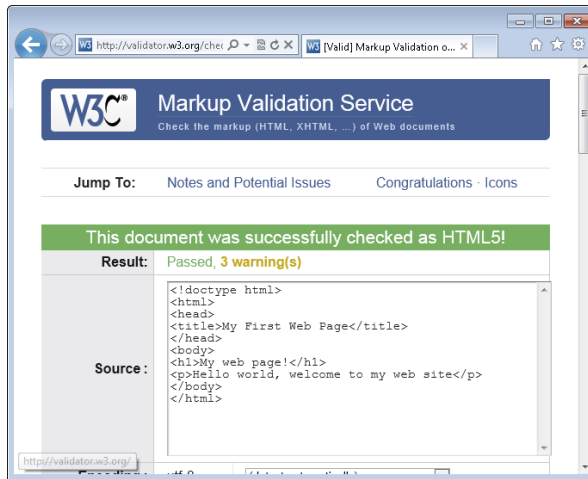 http://validator.w3.org/chec
[Valid] Markup Validation o...
W3C®
Markup Validation Service
Check the markup (HTML, XHTML, ...) of Web documents
Jump To: Notes and Potential Issues Congratulations · Icons
This document was successfully checked as HTML5!
Result: Passed, 3 warning(s)
Source :
<!doctype html>
<html>
<head>
<title>My First Web Page</title>
</head>
<body>
<h1>My web page!</h1>
<p>Hello world, welcome to my web site</p>
</body>
</html>
http://validator.w3.org/
utf-8